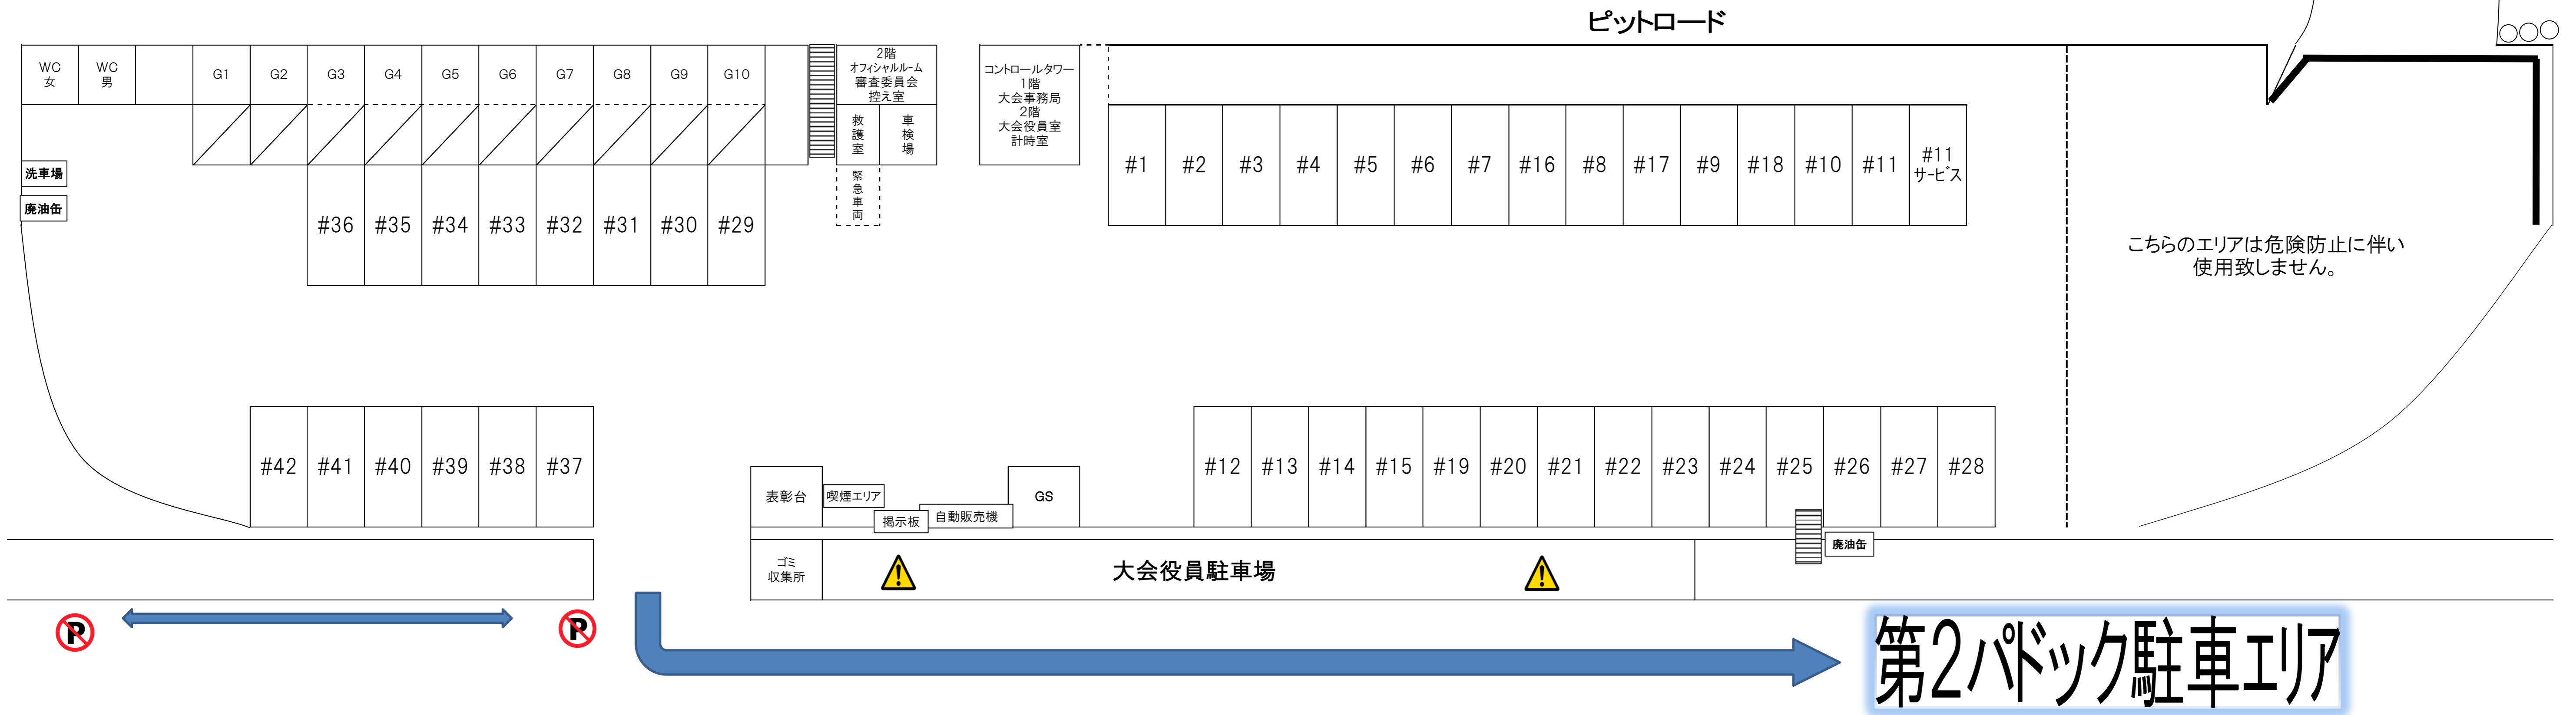 ピットロード
WC
女
WC
男
G1
G2
G3
G4
G5
G6
G7
G8
G9
G10
2階
オフィシャルルーム
審査委員会
控え室
救護室
車検場
緊急車両
コントロールタワー
1階
大会事務局
2階
大会役員室
計時室
#1
#2
#3
#4
#5
#6
#7
#16
#8
#17
#9
#18
#10
#11
#11
サービス
洗車場
廃油缶
#36
#35
#34
#33
#32
#31
#30
#29
こちらのエリアは危険防止に伴い
使用致しません。
#42
#41
#40
#39
#38
#37
表彰台
喫煙エリア
掲示板
自動販売機
GS
#12
#13
#14
#15
#19
#20
#21
#22
#23
#24
#25
#26
#27
#28
廃油缶
ゴミ
収集所
大会役員駐車場
P
P
第2パドック駐車エリア